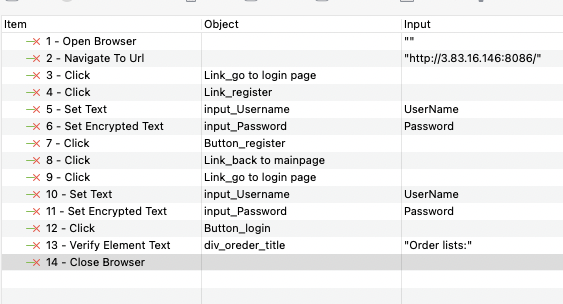 Item Object Input
1 - Open Browser ""
2 - Navigate To Url "http://3.83.16.146:8086/"
3 - Click Link_go to login page
4 - Click Link_register
5 - Set Text input_Username UserName
6 - Set Encrypted Text input_Password Password
7 - Click Button_register
8 - Click Link_back to mainpage
9 - Click Link_go to login page
10 - Set Text input_Username UserName
11 - Set Encrypted Text input_Password Password
12 - Click Button_login
13 - Verify Element Text div_oreder_title "Order lists:"
14 - Close Browser